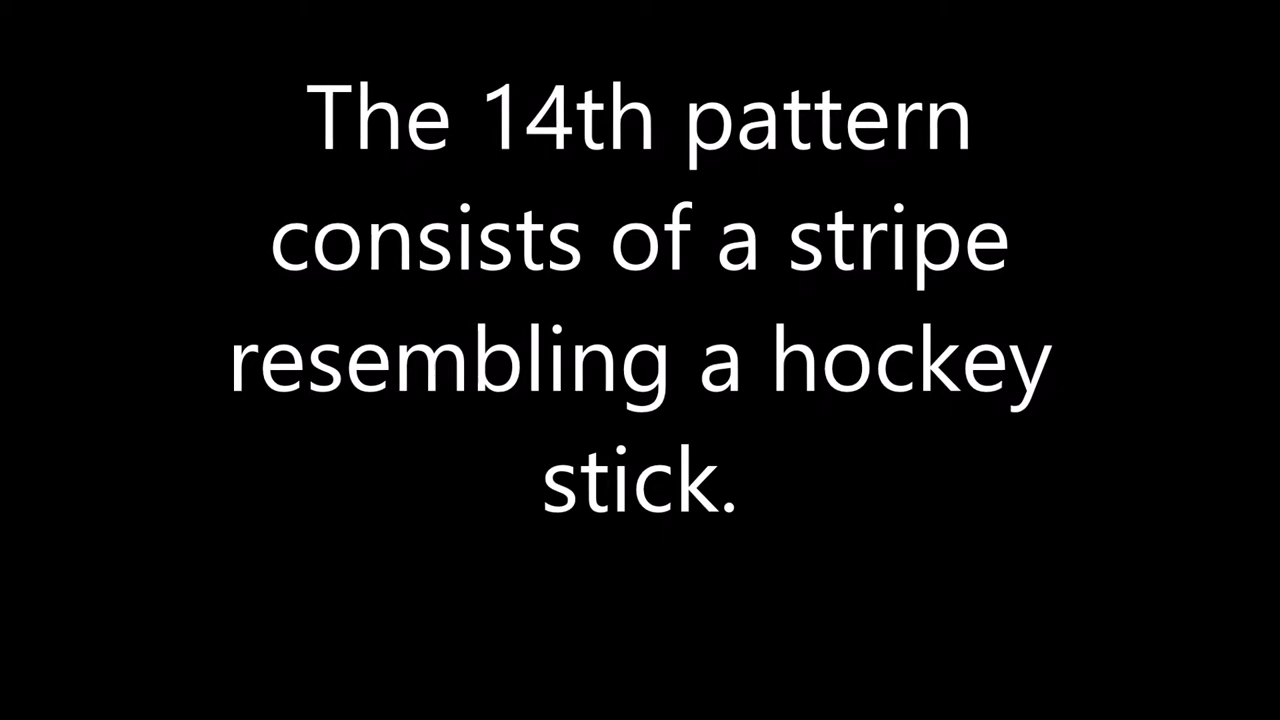 The 14th pattern
consists of a stripe
resembling a hockey
stick.